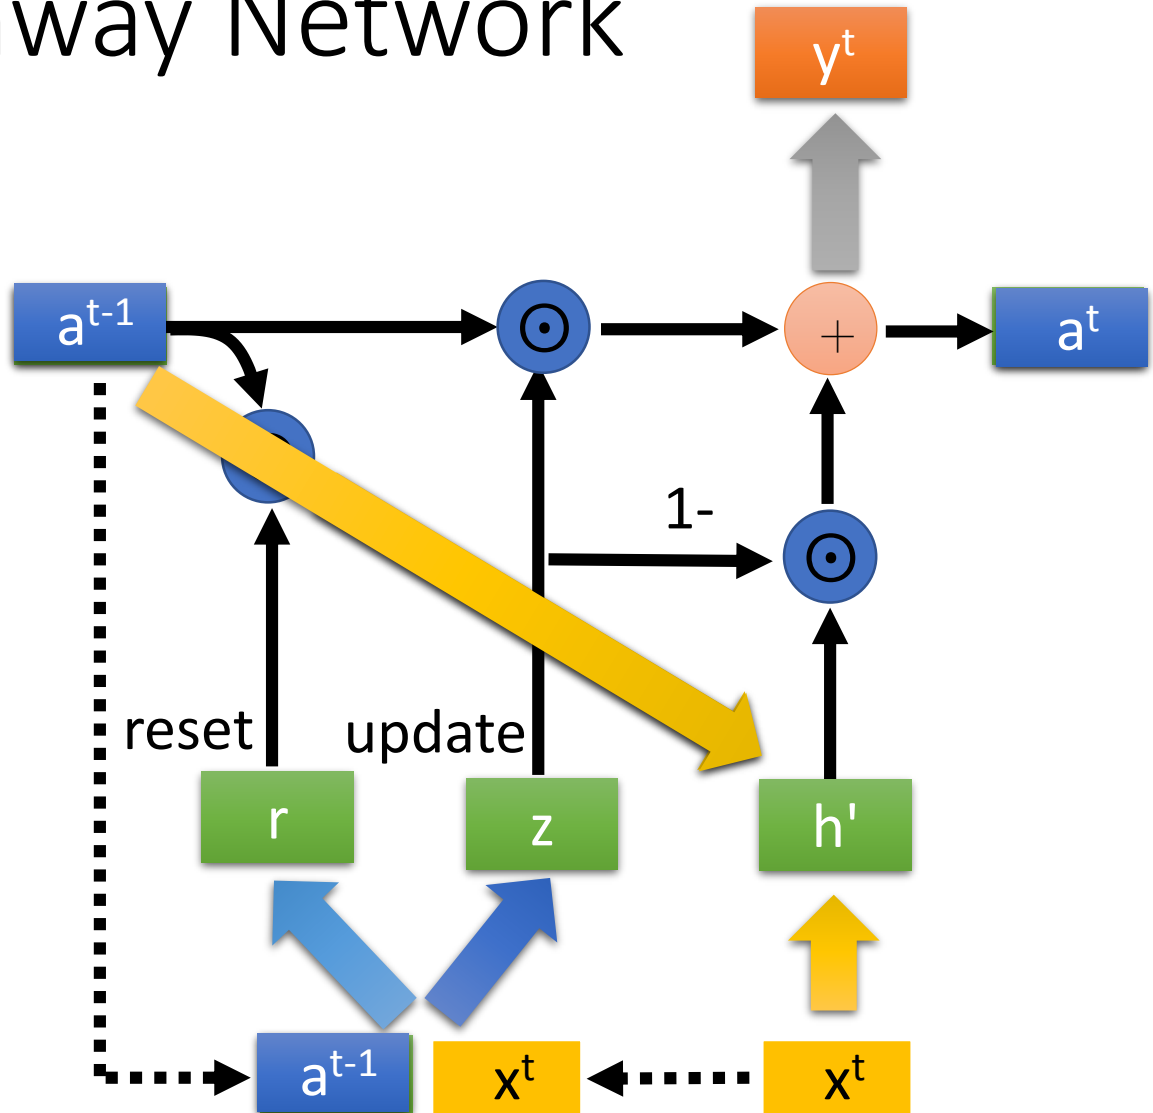 way Network
y^t
a^{t-1}
⊙
+
a^t
1-
⊙
reset
update
r
z
h'
a^{t-1}
x^t
x^t